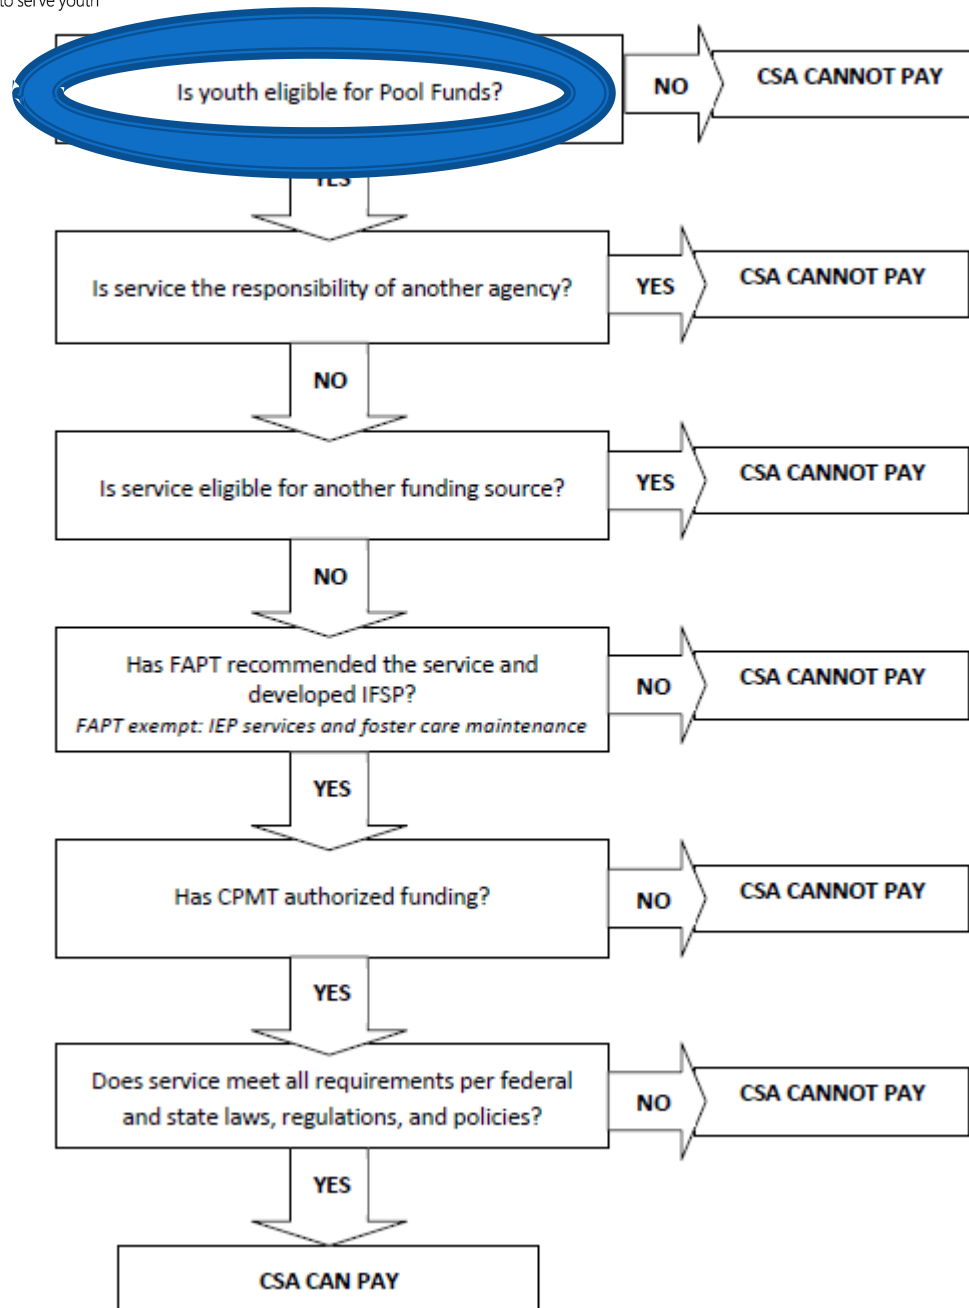 to serve youth
Is youth eligible for Pool Funds?
NO
CSA CANNOT PAY
YES
Is service the responsibility of another agency?
YES
CSA CANNOT PAY
NO
Is service eligible for another funding source?
YES
CSA CANNOT PAY
NO
Has FAPT recommended the service and
developed IFSP?
FAPT exempt: IEP services and foster care maintenance
NO
CSA CANNOT PAY
YES
Has CPMT authorized funding?
NO
CSA CANNOT PAY
YES
Does service meet all requirements per federal
and state laws, regulations, and policies?
NO
CSA CANNOT PAY
YES
CSA CAN PAY